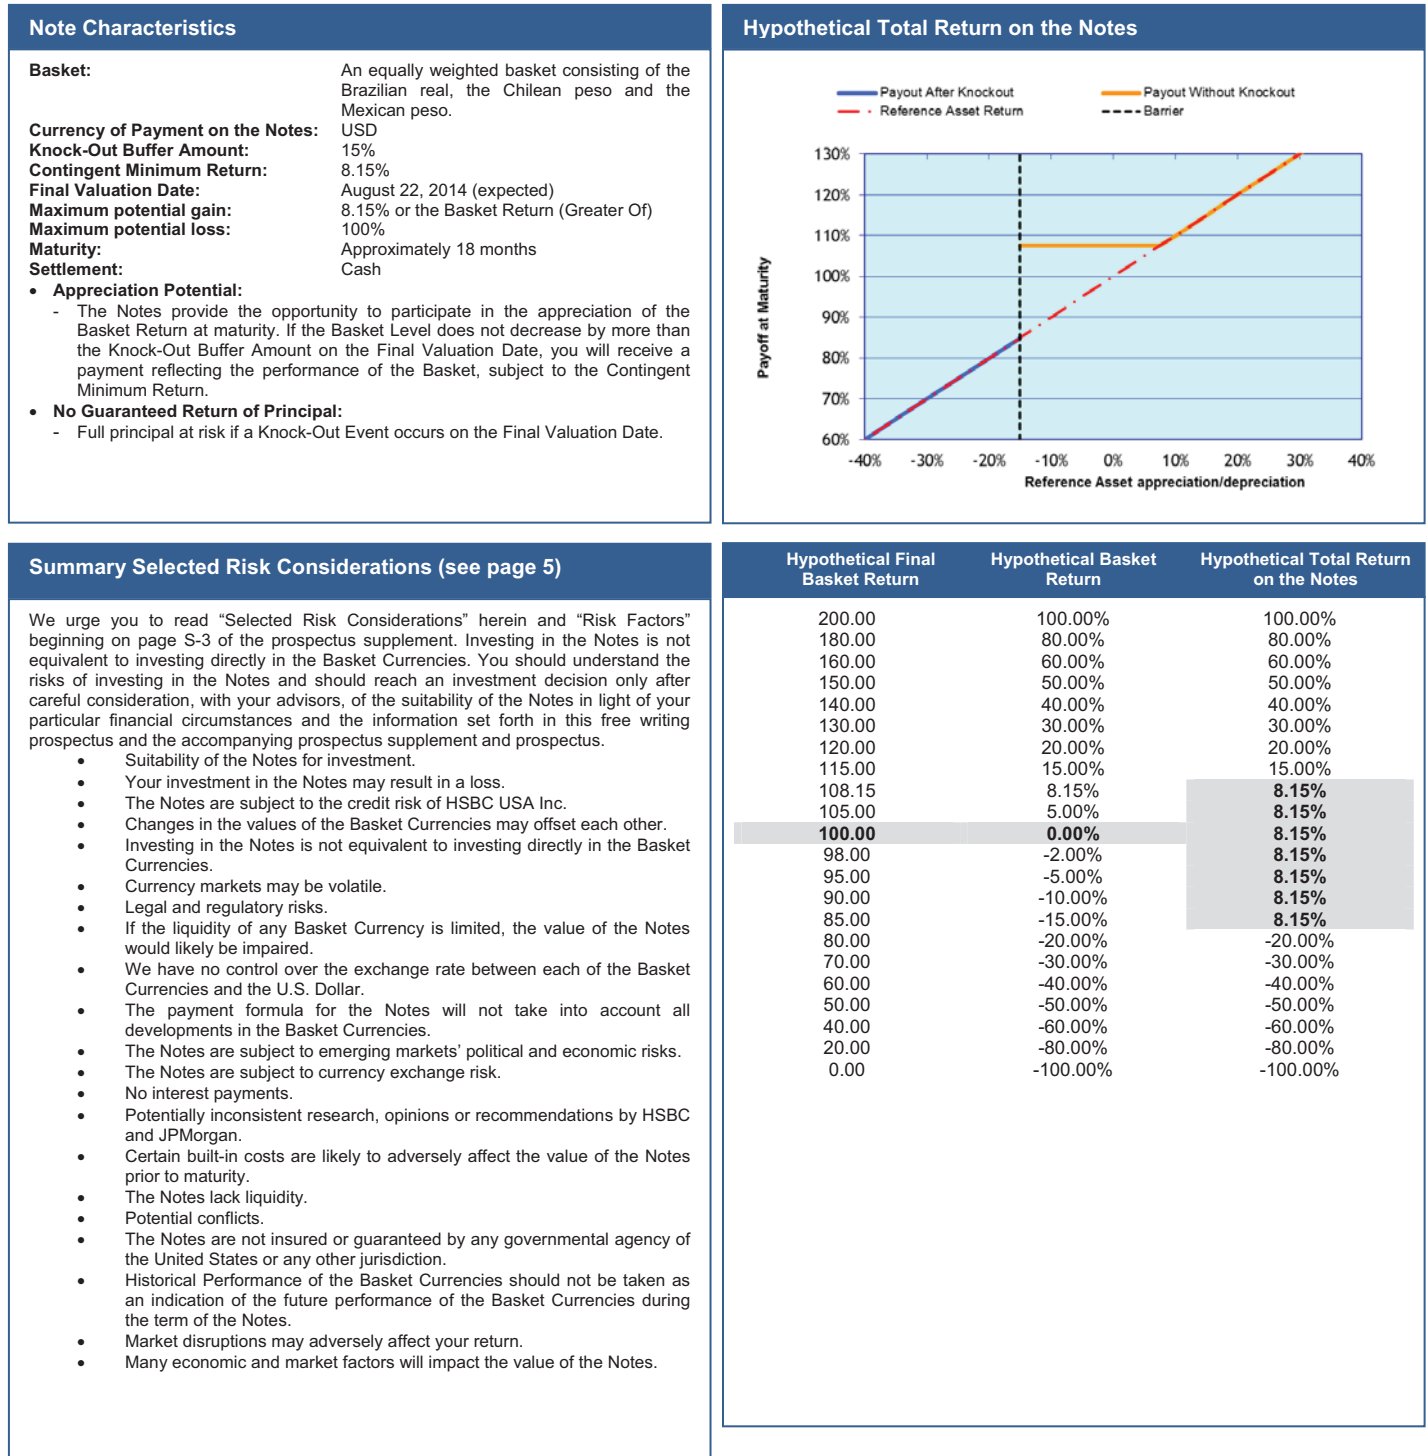 Note Characteristics
Basket: An equally weighted basket consisting of the
Brazilian real, the Chilean peso and the
Mexican peso.
Currency of Payment on the Notes: USD
Knock-Out Buffer Amount: 15%
Contingent Minimum Return: 8.15%
Final Valuation Date: August 22, 2014 (expected)
Maximum potential gain: 8.15% or the Basket Return (Greater Of)
Maximum potential loss: 100%
Maturity: Approximately 18 months
Settlement: Cash
• Appreciation Potential:
- The Notes provide the opportunity to participate in the appreciation of the
Basket Return at maturity. If the Basket Level does not decrease by more than
the Knock-Out Buffer Amount on the Final Valuation Date, you will receive a
payment reflecting the performance of the Basket, subject to the Contingent
Minimum Return.
• No Guaranteed Return of Principal:
- Full principal at risk if a Knock-Out Event occurs on the Final Valuation Date.
Hypothetical Total Return on the Notes
Payout After Knockout Payout Without Knockout
Reference Asset Return Barrier
130%
120%
110%
100%
90%
80%
70%
60%
Payoff at Maturity
-40% -30% -20% -10% 0% 10% 20% 30% 40%
Reference Asset appreciation/depreciation
Summary Selected Risk Considerations (see page 5)
We urge you to read “Selected Risk Considerations” herein and “Risk Factors”
beginning on page S-3 of the prospectus supplement. Investing in the Notes is not
equivalent to investing directly in the Basket Currencies. You should understand the
risks of investing in the Notes and should reach an investment decision only after
careful consideration, with your advisors, of the suitability of the Notes in light of your
particular financial circumstances and the information set forth in this free writing
prospectus and the accompanying prospectus supplement and prospectus.
• Suitability of the Notes for investment.
• Your investment in the Notes may result in a loss.
• The Notes are subject to the credit risk of HSBC USA Inc.
• Changes in the values of the Basket Currencies may offset each other.
• Investing in the Notes is not equivalent to investing directly in the Basket
Currencies.
• Currency markets may be volatile.
• Legal and regulatory risks.
• If the liquidity of any Basket Currency is limited, the value of the Notes
would likely be impaired.
• We have no control over the exchange rate between each of the Basket
Currencies and the U.S. Dollar.
• The payment formula for the Notes will not take into account all
developments in the Basket Currencies.
• The Notes are subject to emerging markets’ political and economic risks.
• The Notes are subject to currency exchange risk.
• No interest payments.
• Potentially inconsistent research, opinions or recommendations by HSBC
and JPMorgan.
• Certain built-in costs are likely to adversely affect the value of the Notes
prior to maturity.
• The Notes lack liquidity.
• Potential conflicts.
• The Notes are not insured or guaranteed by any governmental agency of
the United States or any other jurisdiction.
• Historical Performance of the Basket Currencies should not be taken as
an indication of the future performance of the Basket Currencies during
the term of the Notes.
• Market disruptions may adversely affect your return.
• Many economic and market factors will impact the value of the Notes.
Hypothetical Final Hypothetical Basket Hypothetical Total Return
Basket Return Return on the Notes
200.00 100.00% 100.00%
180.00 80.00% 80.00%
160.00 60.00% 60.00%
150.00 50.00% 50.00%
140.00 40.00% 40.00%
130.00 30.00% 30.00%
120.00 20.00% 20.00%
115.00 15.00% 15.00%
108.15 8.15% 8.15%
105.00 5.00% 8.15%
100.00 0.00% 8.15%
98.00 -2.00% 8.15%
95.00 -5.00% 8.15%
90.00 -10.00% 8.15%
85.00 -15.00% 8.15%
80.00 -20.00% -20.00%
70.00 -30.00% -30.00%
60.00 -40.00% -40.00%
50.00 -50.00% -50.00%
40.00 -60.00% -60.00%
20.00 -80.00% -80.00%
0.00 -100.00% -100.00%